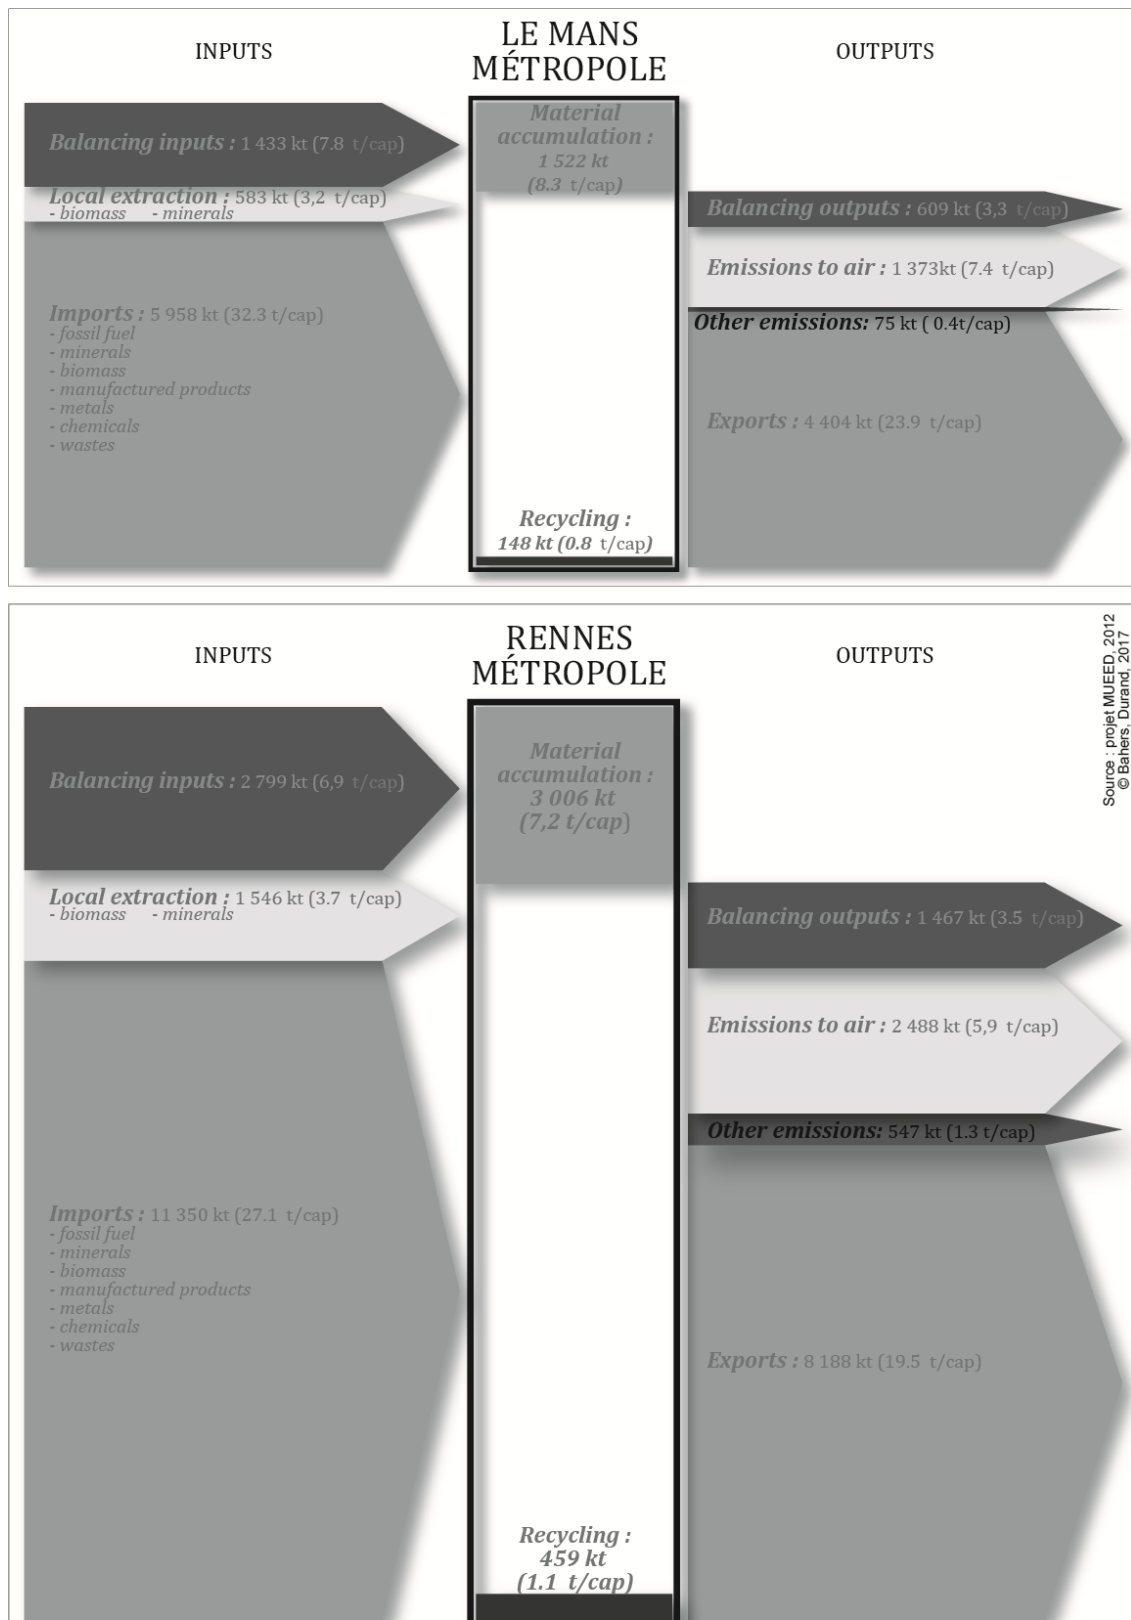 INPUTS
LE MANS
MÉTROPOLE
OUTPUTS
Balancing inputs : 1 433 kt (7.8 t/cap)
Local extraction : 583 kt (3,2 t/cap)
- biomass - minerals
Imports : 5 958 kt (32.3 t/cap)
- fossil fuel
- minerals
- biomass
- manufactured products
- metals
- chemicals
- wastes
Material
accumulation :
1 522 kt
(8.3 t/cap)
Recycling :
148 kt (0.8 t/cap)
Balancing outputs : 609 kt (3,3 t/cap)
Emissions to air : 1 373kt (7.4 t/cap)
Other emissions: 75 kt ( 0.4t/cap)
Exports : 4 404 kt (23.9 t/cap)
INPUTS
RENNES
MÉTROPOLE
OUTPUTS
Source : projet MUEED, 2012
© Bahers, Durand, 2017
Balancing inputs : 2 799 kt (6,9 t/cap)
Local extraction : 1 546 kt (3.7 t/cap)
- biomass - minerals
Imports : 11 350 kt (27.1 t/cap)
- fossil fuel
- minerals
- biomass
- manufactured products
- metals
- chemicals
- wastes
Material
accumulation :
3 006 kt
(7,2 t/cap)
Recycling :
459 kt
(1.1 t/cap)
Balancing outputs : 1 467 kt (3.5 t/cap)
Emissions to air : 2 488 kt (5,9 t/cap)
Other emissions: 547 kt (1.3 t/cap)
Exports : 8 188 kt (19.5 t/cap)